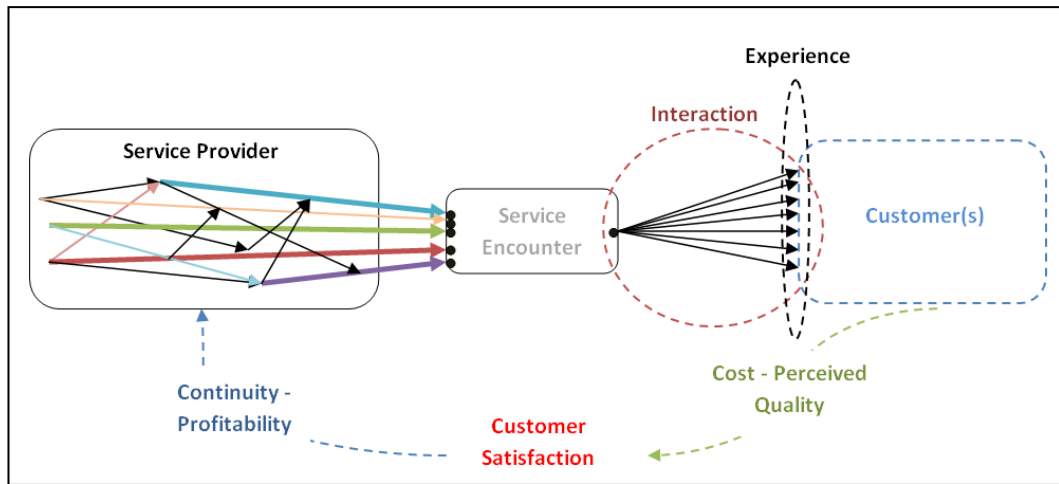 Experience
Interaction
Service Provider
Service
Encounter
Customer(s)
Cost - Perceived
Quality
Continuity -
Profitability
Customer
Satisfaction